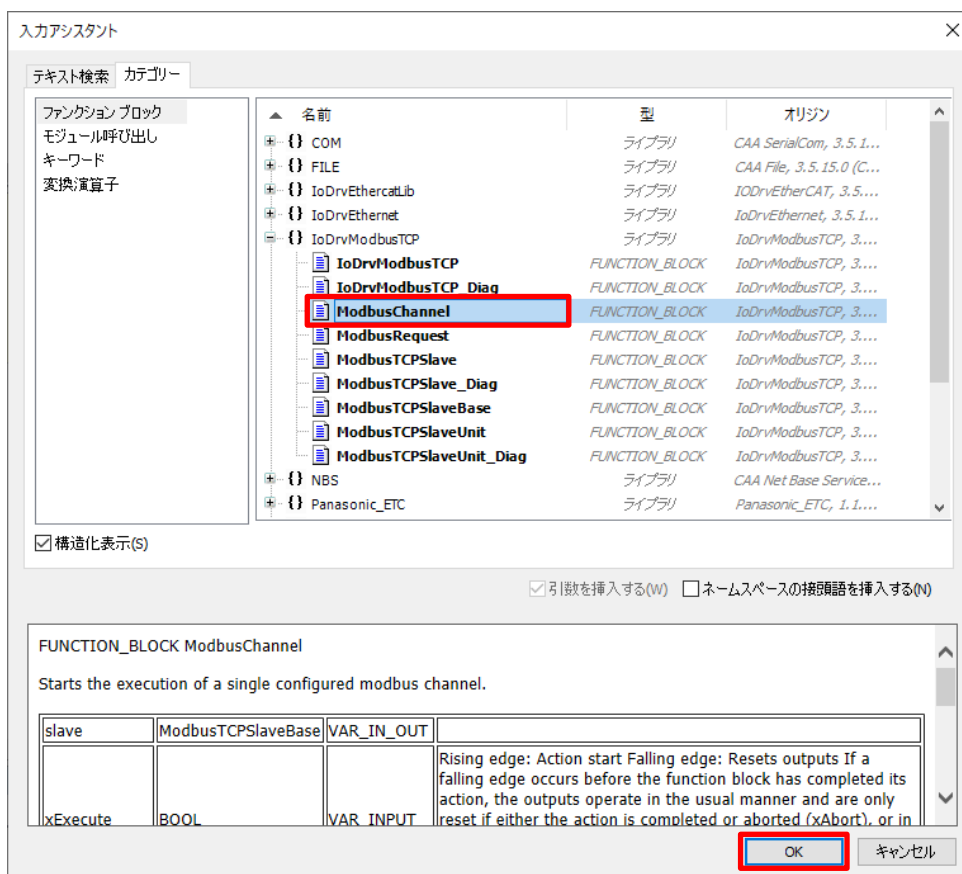 入力アシスタント
テキスト検索 カテゴリー
ファンクション ブロック
モジュール呼び出し
キーワード
変換演算子
名前 型 オリジン
{} COM ライブラリ CAA SerialCom, 3.5.1...
{} FILE ライブラリ CAA File, 3.5.15.0 (C...
{} IoDrvEthercatLib ライブラリ IODrvEtherCAT, 3.5....
{} IoDrvEthernet ライブラリ IoDrvEthernet, 3.5.1...
{} IoDrvModbusTCP ライブラリ IoDrvModbusTCP, 3....
IoDrvModbusTCP FUNCTION_BLOCK IoDrvModbusTCP, 3....
IoDrvModbusTCP_Diag FUNCTION_BLOCK IoDrvModbusTCP, 3....
ModbusChannel FUNCTION_BLOCK IoDrvModbusTCP, 3....
ModbusRequest FUNCTION_BLOCK IoDrvModbusTCP, 3....
ModbusTCPSlave FUNCTION_BLOCK IoDrvModbusTCP, 3....
ModbusTCPSlave_Diag FUNCTION_BLOCK IoDrvModbusTCP, 3....
ModbusTCPSlaveBase FUNCTION_BLOCK IoDrvModbusTCP, 3....
ModbusTCPSlaveUnit FUNCTION_BLOCK IoDrvModbusTCP, 3....
ModbusTCPSlaveUnit_Diag FUNCTION_BLOCK IoDrvModbusTCP, 3....
{} NBS ライブラリ CAA Net Base Service...
{} Panasonic_ETC ライブラリ Panasonic_ETC, 1.1....
構造化表示(S)
引数を挿入する(W) ネームスペースの接頭語を挿入する(N)
FUNCTION_BLOCK ModbusChannel
Starts the execution of a single configured modbus channel.
slave ModbusTCPSlaveBase VAR_IN_OUT
Rising edge: Action start Falling edge: Resets outputs If a
falling edge occurs before the function block has completed its
action, the outputs operate in the usual manner and are only
xExecute BOOL VAR_INPUT reset if either the action is completed or aborted (xAbort), or in
OK キャンセル